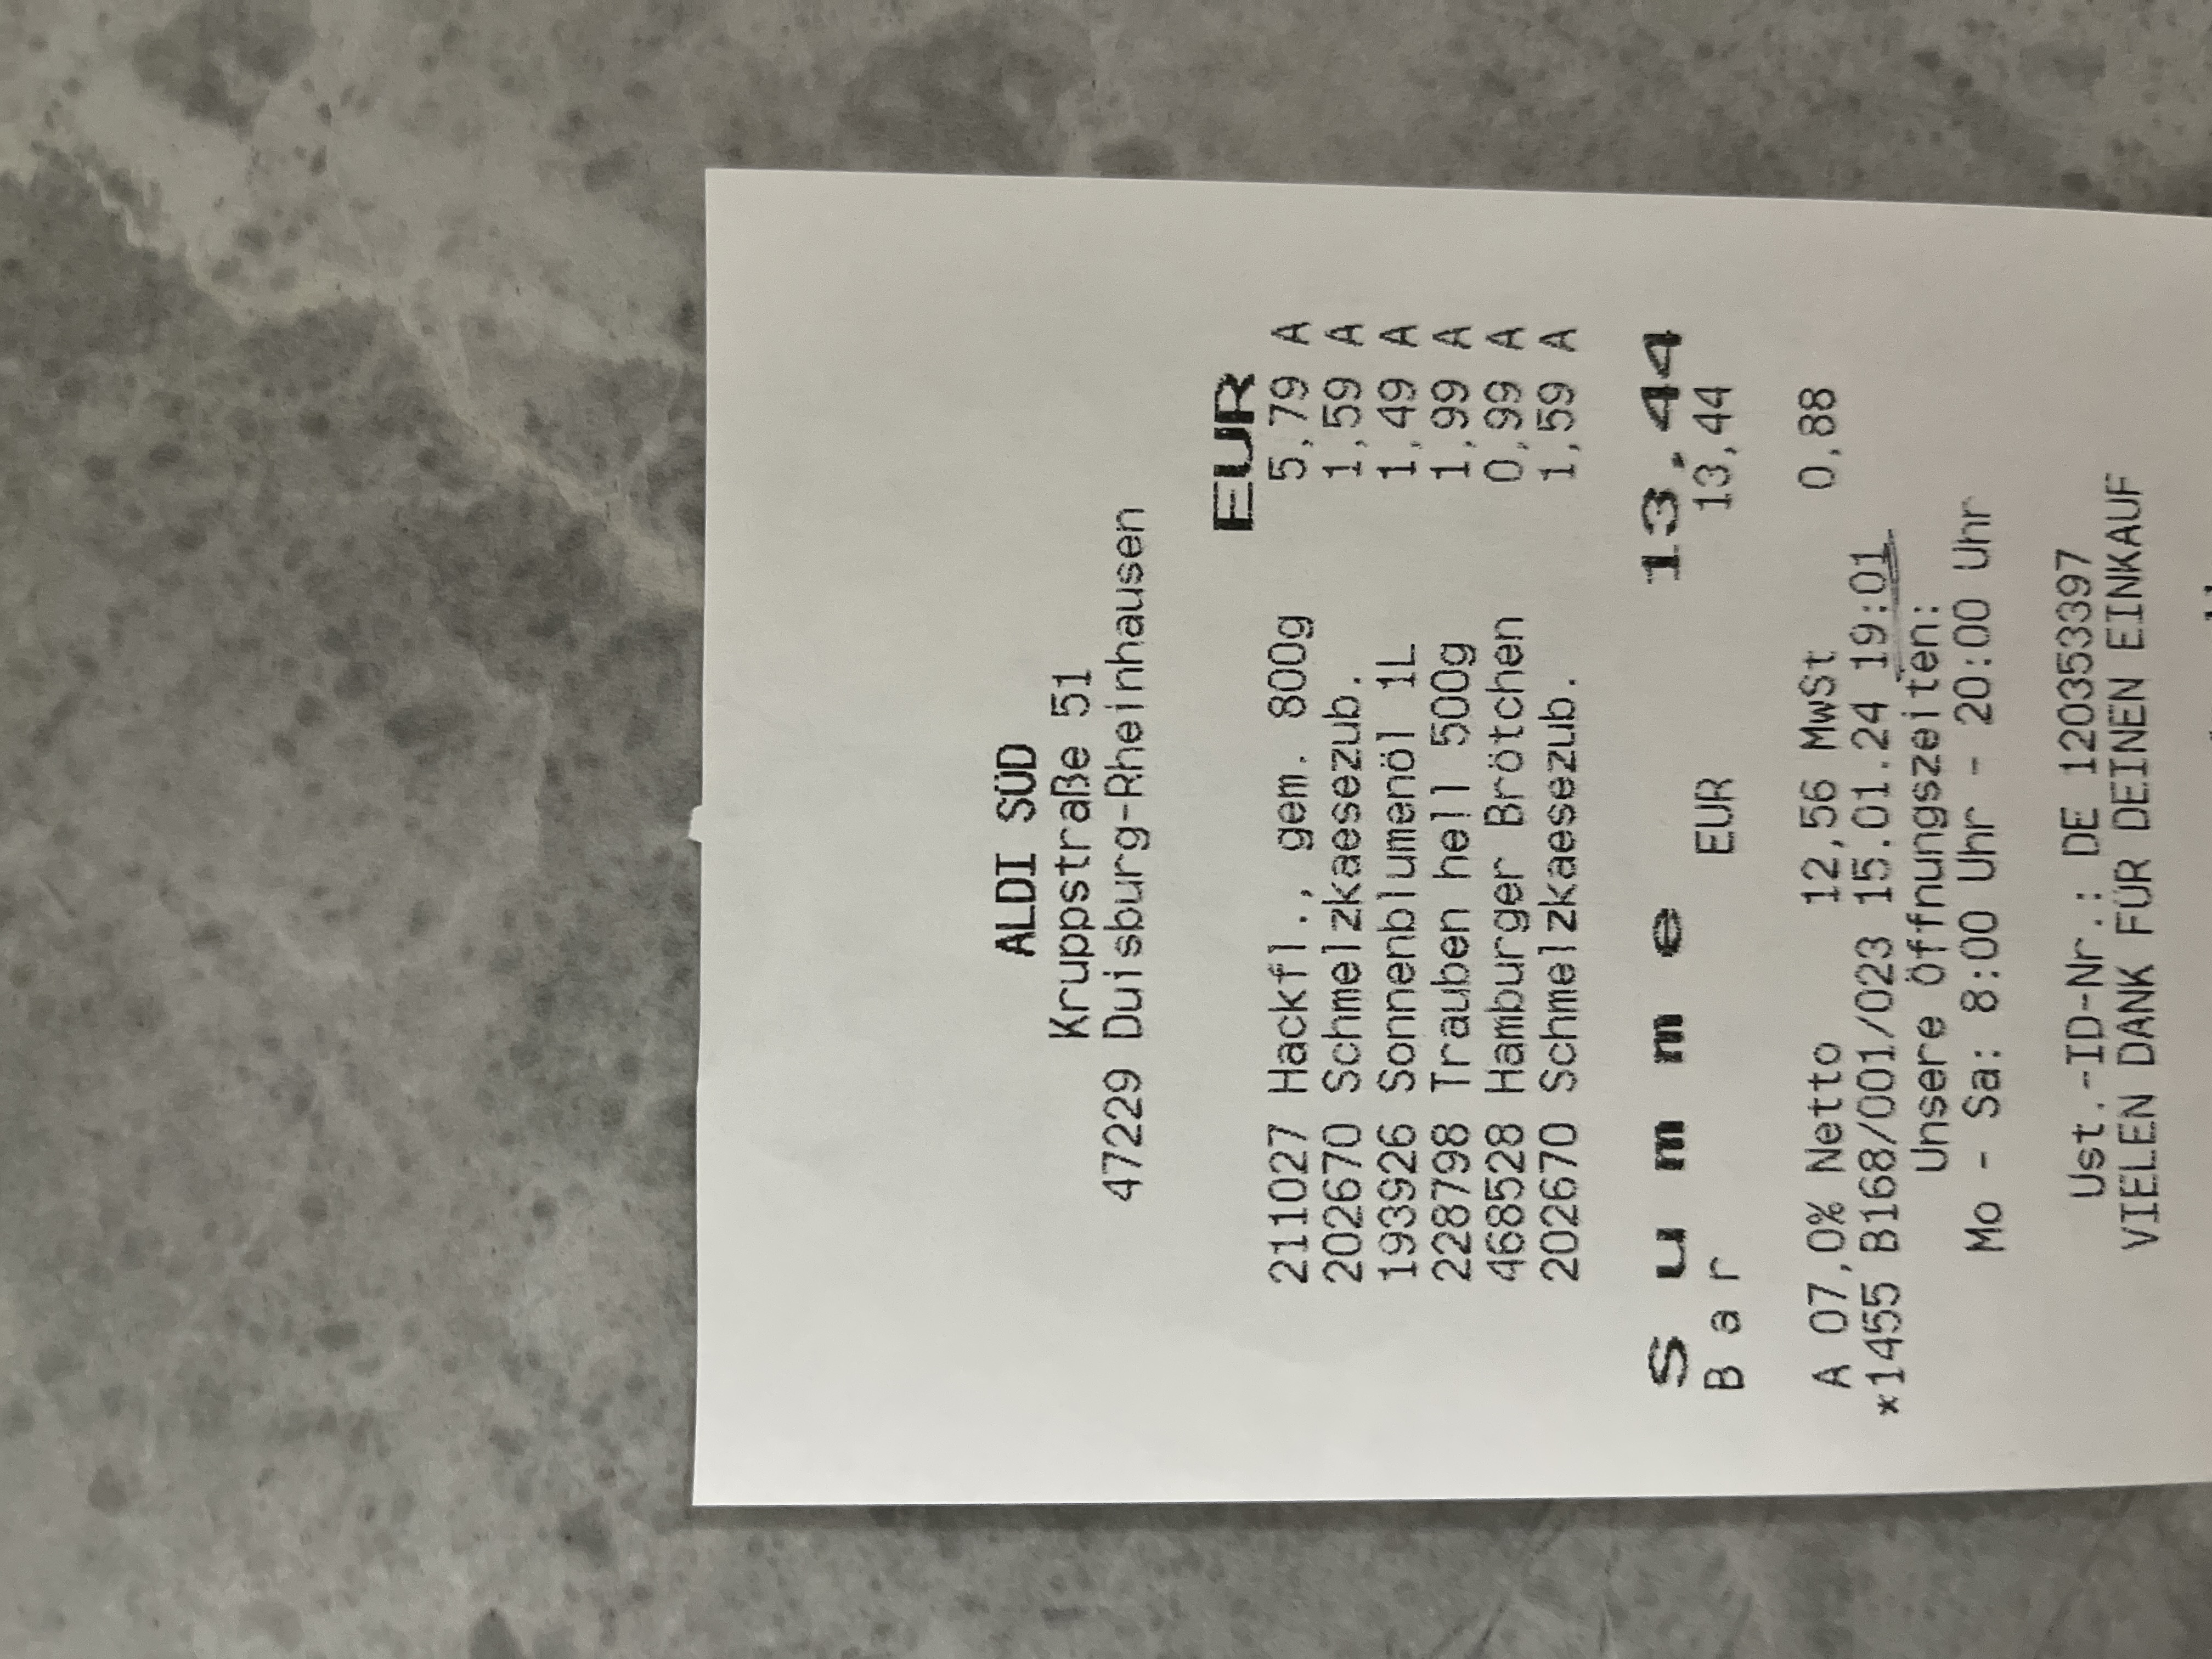 ALDI SÜD
Kruppstraße 51
47229 Duisburg-Rheinhausen
EUR
211027 Hackfl., gem. 800g 5,79 A
202670 Schmelzkaesezub. 1,59 A
193926 Sonnenblumenöl 1L 1,49 A
228798 Trauben hell 500g 1,99 A
468528 Hamburger Brötchen 0,99 A
202670 Schmelzkaesezub. 1,59 A
Summe 13,44
Bar EUR 13,44
A 07,0% Netto 12,56 MwSt 0,88
*1455 B168/001/023 15.01.24 19:01
Unsere Öffnungszeiten:
Mo - Sa: 8:00 Uhr - 20:00 Uhr
Ust.-ID-Nr.: DE 120353397
VIELEN DANK FÜR DEINEN EINKAUF